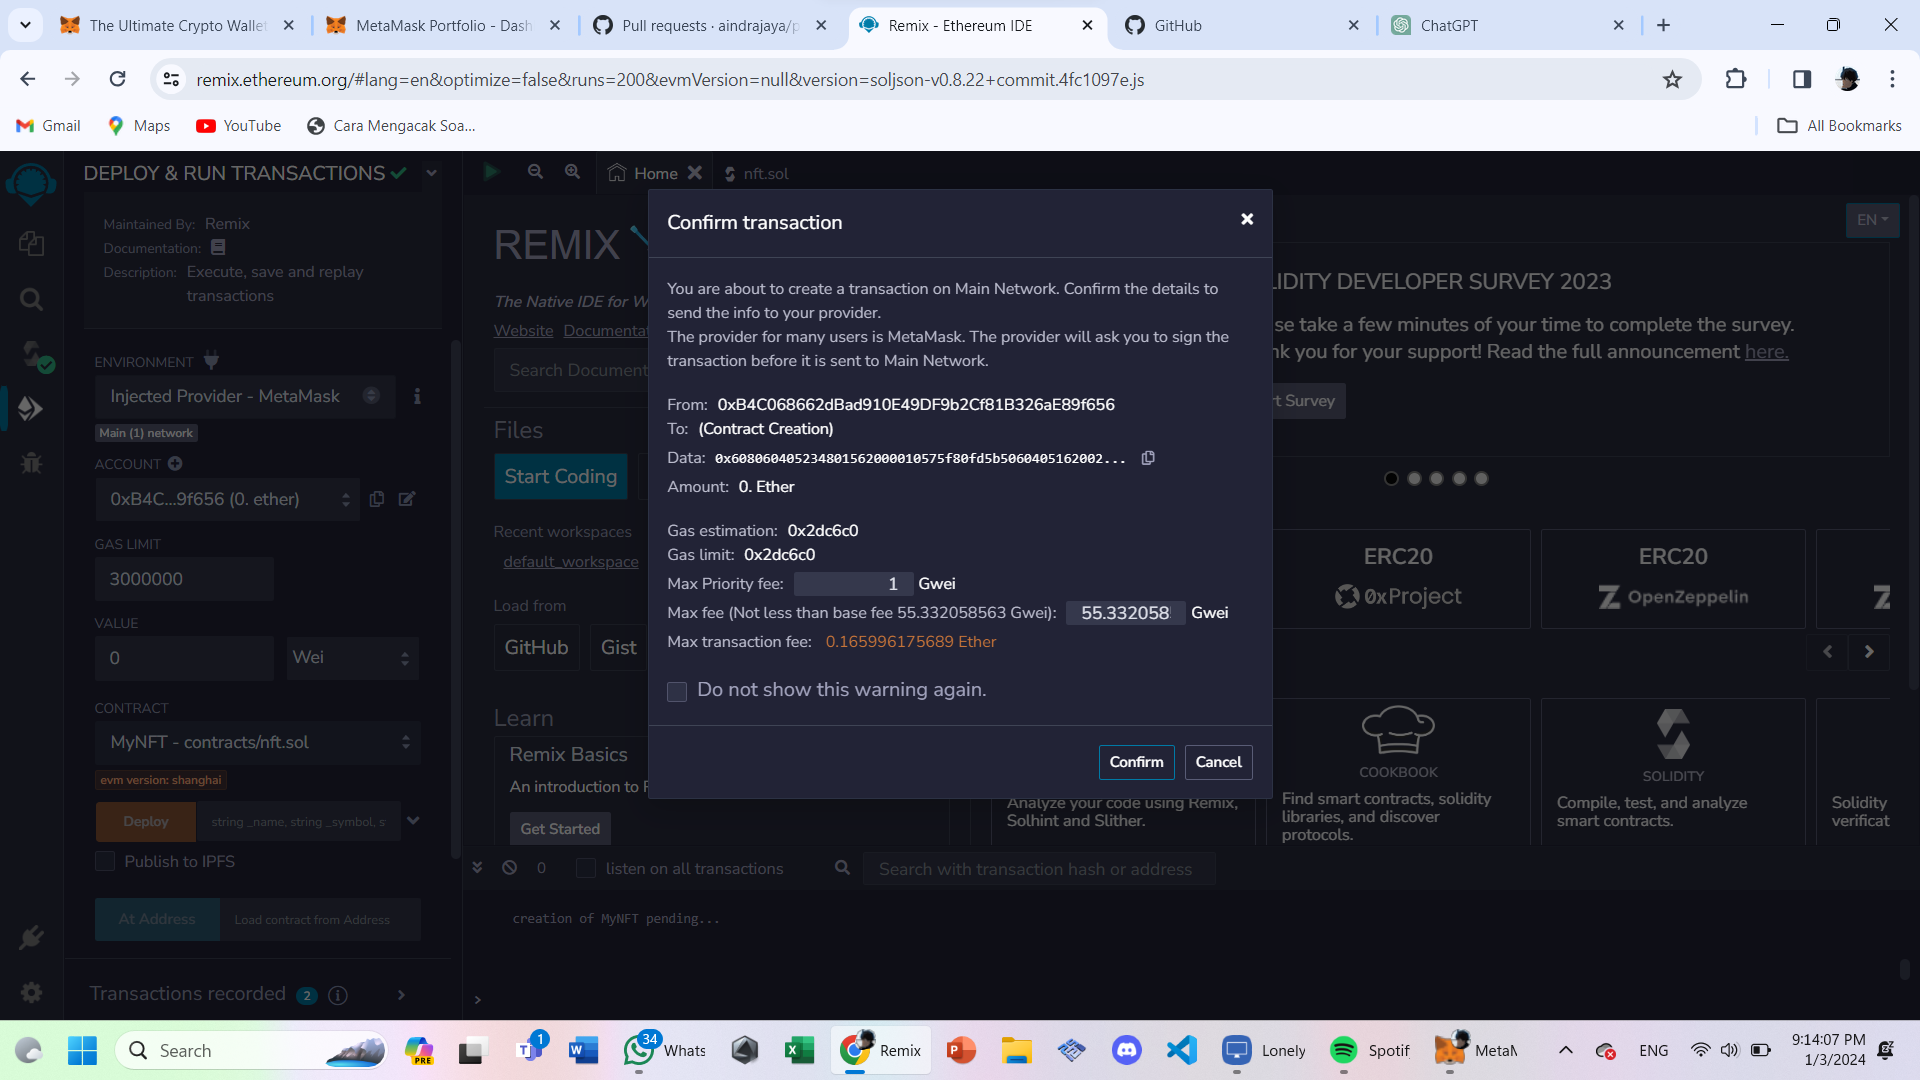 The Ultimate Crypto Wallet
MetaMask Portfolio - Dash
Pull requests · aindrajaya/p
Remix - Ethereum IDE
GitHub
ChatGPT
remix.ethereum.org/#lang=en&optimize=false&runs=200&evmVersion=null&version=soljson-v0.8.22+commit.4fc1097e.js
Gmail
Maps
YouTube
Cara Mengacak Soa...
All Bookmarks
DEPLOY & RUN TRANSACTIONS
Maintained By: Remix
Documentation:
Description: Execute, save and replay
transactions
ENVIRONMENT
Injected Provider - MetaMask
Main (1) network
ACCOUNT
0xB4C...9f656 (0. ether)
GAS LIMIT
3000000
VALUE
0
Wei
CONTRACT
MyNFT - contracts/nft.sol
evm version: shanghai
Deploy
string _name, string _symbol, s
Publish to IPFS
At Address
Load contract from Address
Transactions recorded 2 i
Home
nft.sol
REMIX
The Native IDE for W
Website Documentat
Search Document
Files
Start Coding
Recent workspaces
default_workspace
Load from
GitHub
Gist
Learn
Remix Basics
An introduction to R
Get Started
Confirm transaction
You are about to create a transaction on Main Network. Confirm the details to
send the info to your provider.
The provider for many users is MetaMask. The provider will ask you to sign the
transaction before it is sent to Main Network.
From: 0xB4C068662dBad910E49DF9b2Cf81B326aE89f656
To: (Contract Creation)
Data: 0x608060405234801562000010575f80fd5b5060405162002...
Amount: 0. Ether
Gas estimation: 0x2dc6c0
Gas limit: 0x2dc6c0
Max Priority fee: 1 Gwei
Max fee (Not less than base fee 55.332058563 Gwei): 55.332058 Gwei
Max transaction fee: 0.165996175689 Ether
Do not show this warning again.
Confirm
Cancel
EN
LIDITY DEVELOPER SURVEY 2023
se take a few minutes of your time to complete the survey.
nk you for your support! Read the full announcement here.
rt Survey
ERC20
0xProject
ERC20
OpenZeppelin
Analyze your code using Remix,
Solhint and Slither.
COOKBOOK
Find smart contracts, solidity
libraries, and discover
protocols.
SOLIDITY
Compile, test, and analyze
smart contracts.
Solidity
verificat
0
listen on all transactions
Search with transaction hash or address
creation of MyNFT pending...
>
Search
PRE
1
34
Whats
Remix
Lonely
Spotif
MetaM
ENG
9:14:07 PM
1/3/2024